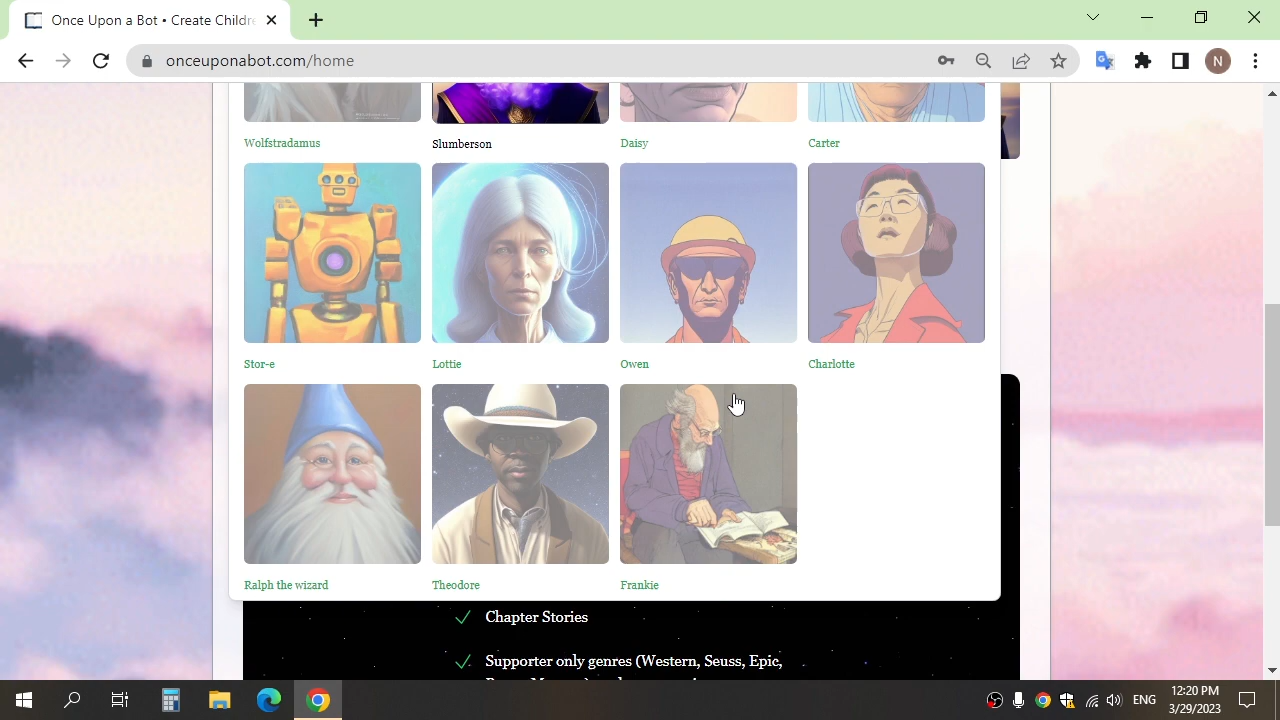 Once Upon a Bot • Create Childre
onceuponabot.com/home
N
Wolfstradamus
Slumberson
Daisy
Carter
Stor-e
Lottie
Owen
Charlotte
Ralph the wizard
Theodore
Frankie
Chapter Stories
Supporter only genres (Western, Seuss, Epic,
ENG
12:20 PM
3/29/2023